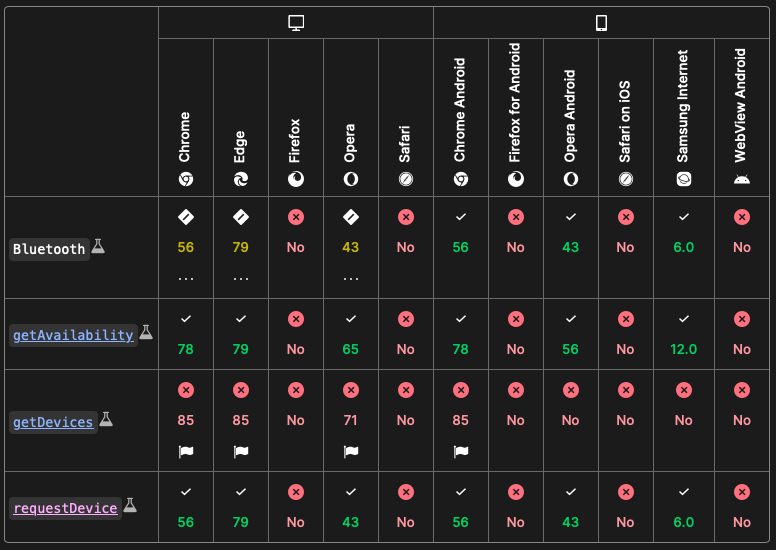 Chrome
Edge
Firefox
Opera
Safari
Chrome Android
Firefox for Android
Opera Android
Safari on iOS
Samsung Internet
WebView Android
Bluetooth
56 79 No 43 No 56 No 43 No 6.0 No
... ... ...
getAvailability
78 79 No 65 No 78 No 56 No 12.0 No
getDevices
85 85 No 71 No 85 No No No No No
requestDevice
56 79 No 43 No 56 No 43 No 6.0 No